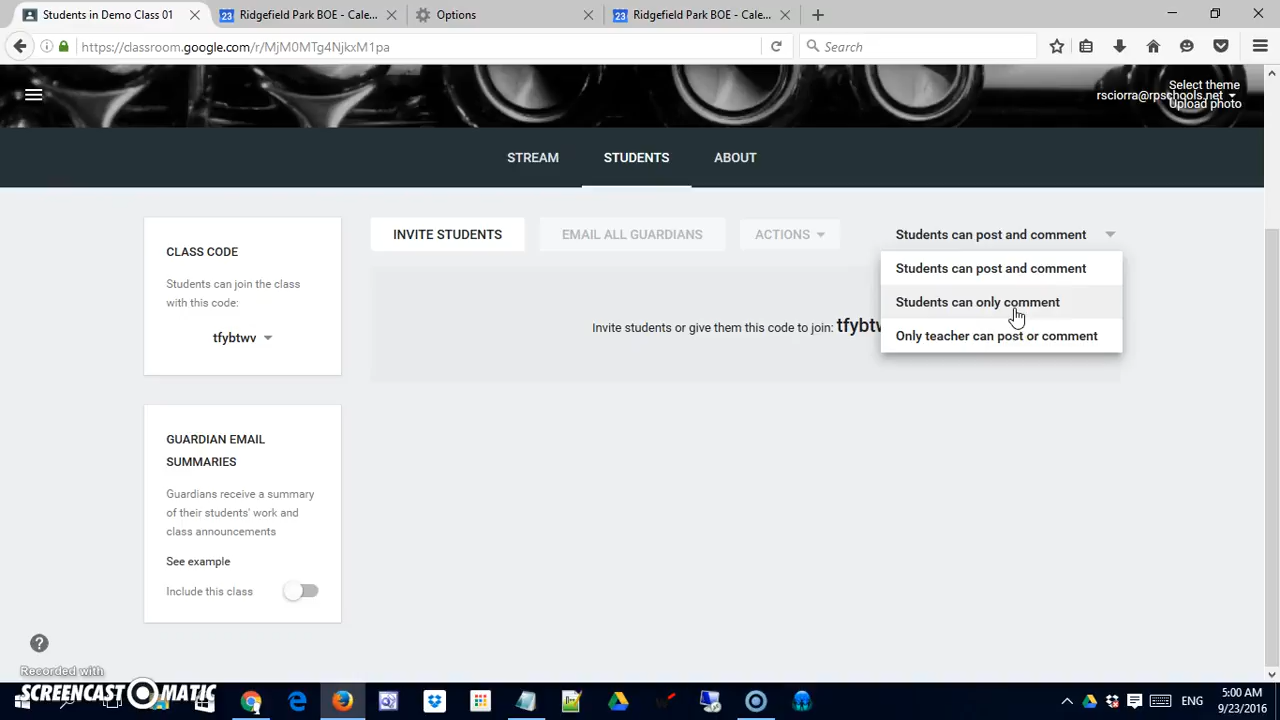 Students in Demo Class 01
Ridgefield Park BOE - Cale...
Options
Ridgefield Park BOE - Cale...
https://classroom.google.com/r/MjM0MTg4NjkxM1pa
Search
Select theme
rsciorra@rpschools.net
Upload photo
STREAM
STUDENTS
ABOUT
CLASS CODE
Students can join the class
with this code:
tfybtwv
INVITE STUDENTS
EMAIL ALL GUARDIANS
ACTIONS
Students can post and comment
Students can post and comment
Students can only comment
Only teacher can post or comment
Invite students or give them this code to join: tfybtwv
GUARDIAN EMAIL
SUMMARIES
Guardians receive a summary
of their students' work and
class announcements
See example
Include this class
Recorded with
SCREENCAST MATIC
ENG
5:00 AM
9/23/2016